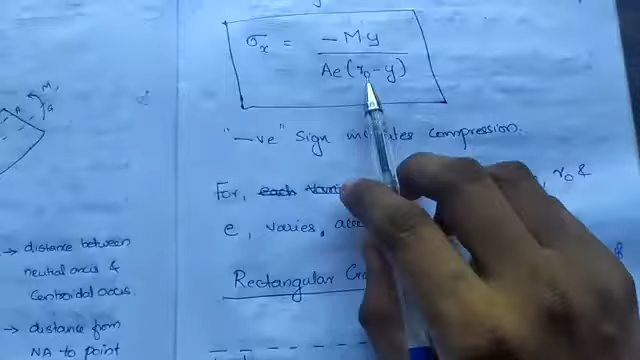 σx = -My / Ae(r0-y)
M,
G
"-ve" Sign compression.
For, each , r0 &
e, varies,
Rectangular
→ distance between
neutral axis &
Centroidal axis.
→ distance from
NA to point